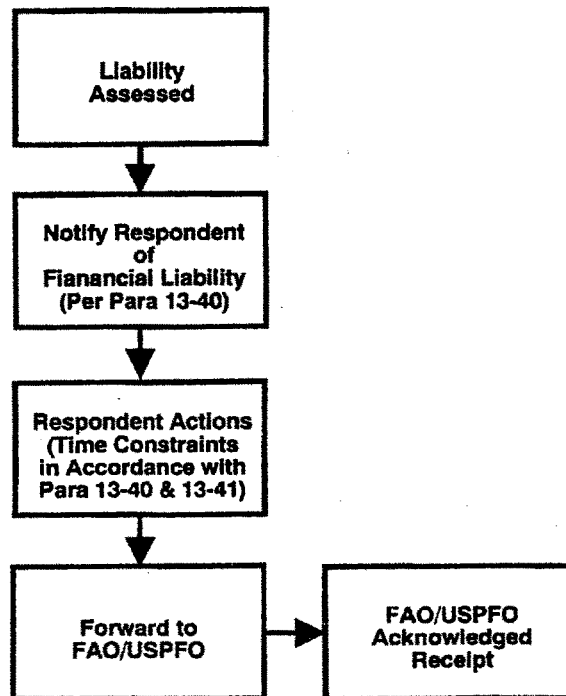 Liability
Assessed
Notify Respondent
of
Fianancial Liability
(Per Para 13-40)
Respondent Actions
(Time Constraints
in Accordance with
Para 13-40 & 13-41)
Forward to
FAO/USPFO
FAO/USPFO
Acknowledged
Receipt